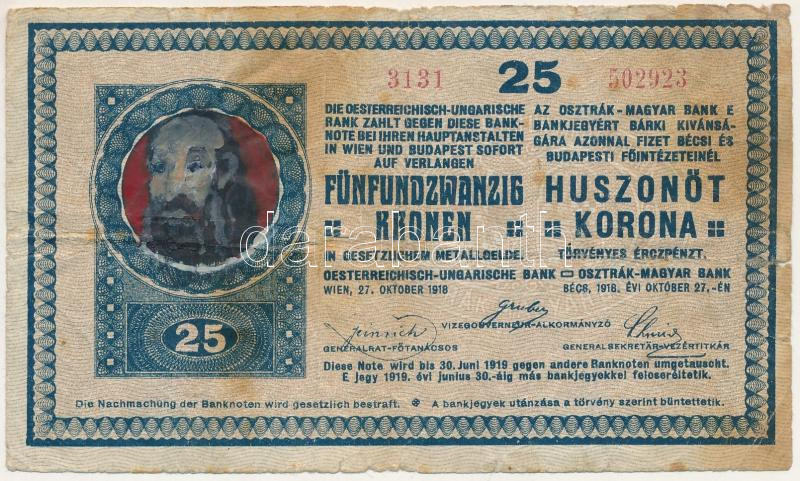 3131 25 502923
DIE OESTERREICHISCH-UNGARISCHE
BANK ZAHLT GEGEN DIESE BANK-
NOTE BEI IHREN HAUPTANSTALTEN
IN WIEN UND BUDAPEST SOFORT
AUF VERLANGEN
FÜNFUNDZWANZIG
KRONEN
IN GESETZLICHEM METALLGELDE.
AZ OSZTRÁK-MAGYAR BANK E
BANKJEGYÉRT BÁRKI KIVÁNSÁ-
GÁRA AZONNAL FIZET BÉCSI ÉS
BUDAPESTI FŐINTÉZETEINÉL
HUSZONÖT
KORONA
TÖRVÉNYES ÉRCZPÉNZT.
OESTERREICHISCH-UNGARISCHE BANK OSZTRÁK-MAGYAR BANK
WIEN, 27. OKTOBER 1918 BÉCS, 1918. ÉVI OKTÓBER 27.-ÉN
Gruber
VIZEGOUVERNEUR-ALKORMÁNYZÓ
GENERALRAT-FŐTANÁCSOS GENERALSEKRETÄR-VEZÉRTITKÁR
Diese Note wird bis 30. Juni 1919 gegen andere Banknoten umgetauscht.
E jegy 1919. évi junius 30.-áig más bankjegyekkel felcseréltetik.
25
Die Nachmachung der Banknoten wird gesetzlich bestraft. * A bankjegyek utánzása a törvény szerint büntettetik.
darabanth.com